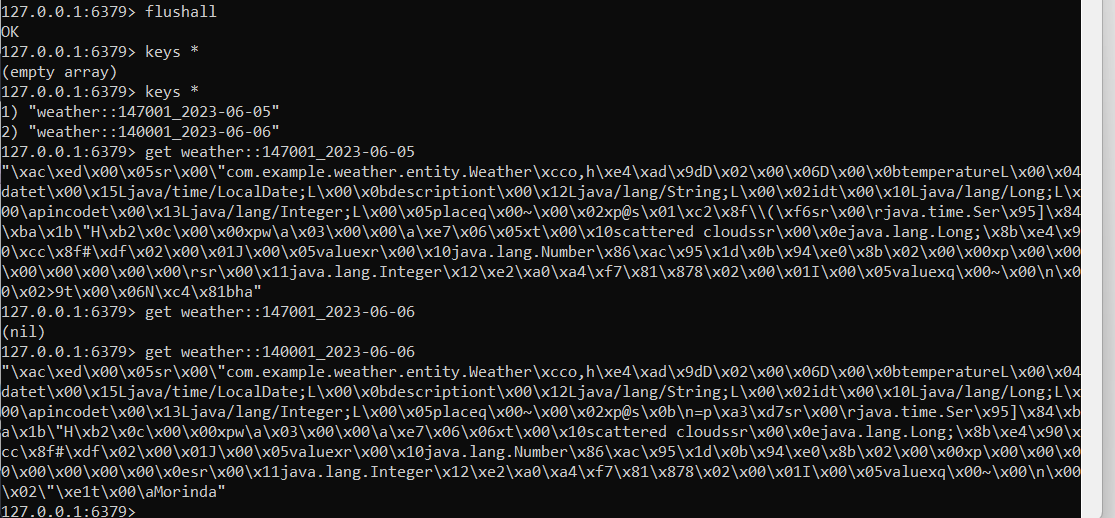 127.0.0.1:6379> flushall
OK
127.0.0.1:6379> keys *
(empty array)
127.0.0.1:6379> keys *
1) "weather::147001_2023-06-05"
2) "weather::140001_2023-06-06"
127.0.0.1:6379> get weather::147001_2023-06-05
"\xac\xed\x00\x05sr\x00\"com.example.weather.entity.Weather\xcco,h\xe4\xad\x9dD\x02\x00\x06D\x00\x0btemperatureL\x00\x04
datet\x00\x15Ljava/time/LocalDate;L\x00\x0bdescriptiont\x00\x12Ljava/lang/String;L\x00\x02idt\x00\x10Ljava/lang/Long;L\x
00\apincodet\x00\x13Ljava/lang/Integer;L\x00\x05placeq\x00~\x00\x02xp@s\x01\xc2\x8f\\(\xf6sr\x00\rjava.time.Ser\x95]\x84
\xba\x1b\"H\xb2\x0c\x00\x00xpw\a\x03\x00\x00\a\xe7\x06\x05xt\x00\x10scattered cloudssr\x00\x0ejava.lang.Long;\x8b\xe4\x9
0\xcc\x8f#\xdf\x02\x00\x01J\x00\x05valuexr\x00\x10java.lang.Number\x86\xac\x95\x1d\x0b\x94\xe0\x8b\x02\x00\x00xp\x00\x00
\x00\x00\x00\x00\x00\rsr\x00\x11java.lang.Integer\x12\xe2\xa0\xa4\xf7\x81\x878\x02\x00\x01I\x00\x05valuexq\x00~\x00\n\x0
0\x02>9t\x00\x06N\xc4\x81bha"
127.0.0.1:6379> get weather::147001_2023-06-06
(nil)
127.0.0.1:6379> get weather::140001_2023-06-06
"\xac\xed\x00\x05sr\x00\"com.example.weather.entity.Weather\xcco,h\xe4\xad\x9dD\x02\x00\x06D\x00\x0btemperatureL\x00\x04
datet\x00\x15Ljava/time/LocalDate;L\x00\x0bdescriptiont\x00\x12Ljava/lang/String;L\x00\x02idt\x00\x10Ljava/lang/Long;L\x
00\apincodet\x00\x13Ljava/lang/Integer;L\x00\x05placeq\x00~\x00\x02xp@s\x0b\n=p\xa3\xd7sr\x00\rjava.time.Ser\x95]\x84\xb
a\x1b\"H\xb2\x0c\x00\x00xpw\a\x03\x00\x00\a\xe7\x06\x06xt\x00\x10scattered cloudssr\x00\x0ejava.lang.Long;\x8b\xe4\x90\x
cc\x8f#\xdf\x02\x00\x01J\x00\x05valuexr\x00\x10java.lang.Number\x86\xac\x95\x1d\x0b\x94\xe0\x8b\x02\x00\x00xp\x00\x00\x0
0\x00\x00\x00\x00\x0esr\x00\x11java.lang.Integer\x12\xe2\xa0\xa4\xf7\x81\x878\x02\x00\x01I\x00\x05valuexq\x00~\x00\n\x00
\x02\"\xe1t\x00\aMorinda"
127.0.0.1:6379>